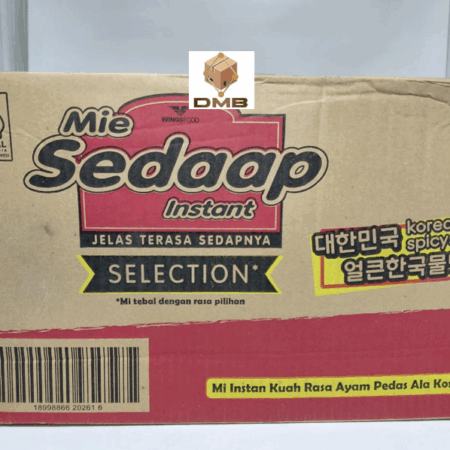 DMB
WINGSFOOD
Mie
Sedaap
Instant
JELAS TERASA SEDAPNYA
SELECTION*
*Mi tebal dengan rasa pilihan
대한민국
korea
spicy
얼큰한국물
Mi Instan Kuah Rasa Ayam Pedas Ala Kor
18998866 20261 6